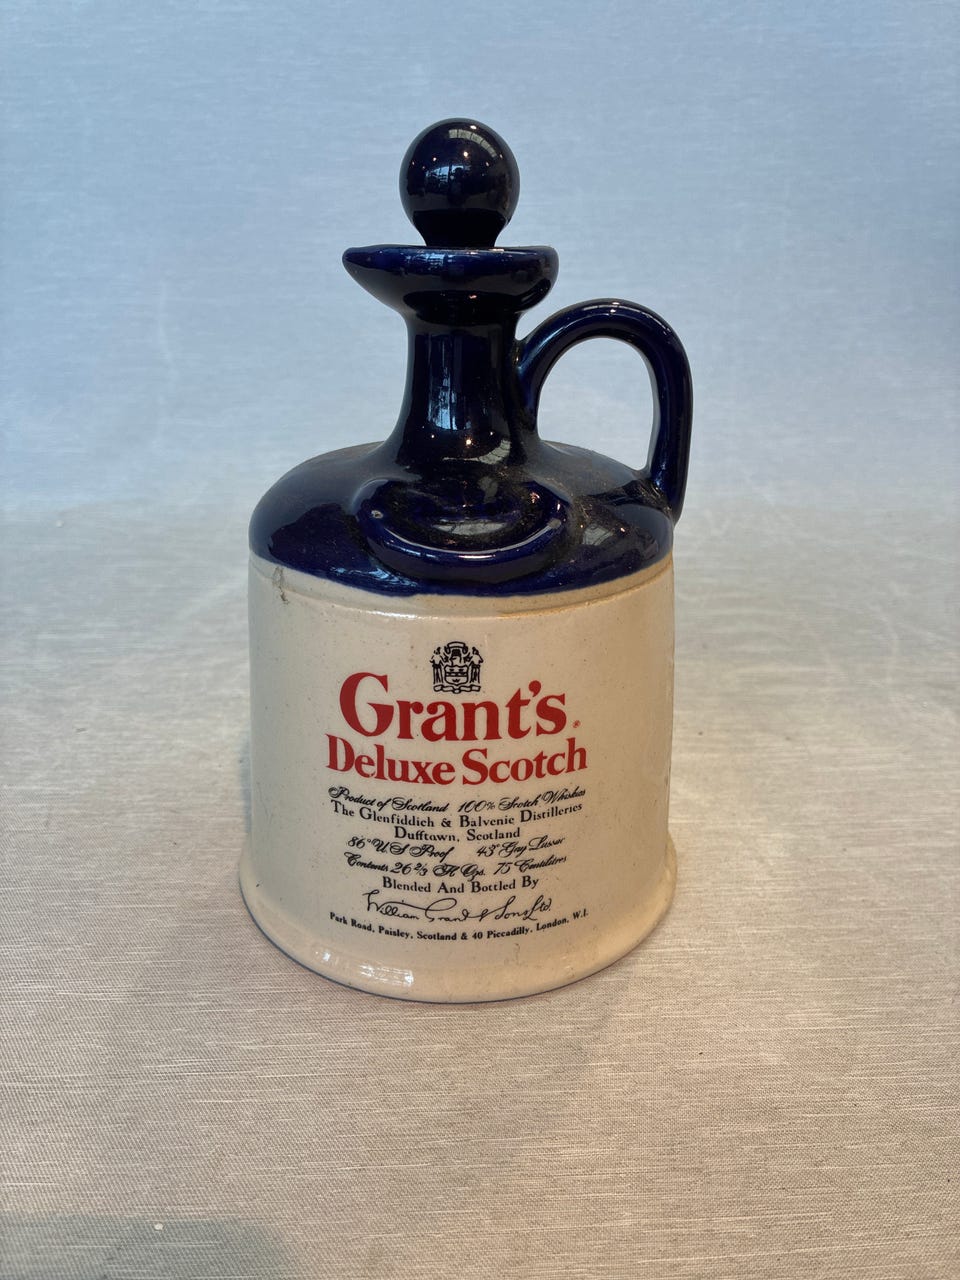 Grant's®
Deluxe Scotch
Product of Scotland 100% Scotch Whiskies
The Glenfiddich & Balvenie Distilleries
Dufftown, Scotland
86° U S Proof 43° Gay Lussac
Contents 26 2/3 Fl Ozs. 75 Centilitres
Blended And Bottled By
William Grant & Sons Ltd
Park Road, Paisley, Scotland & 40 Piccadilly, London, W.1.